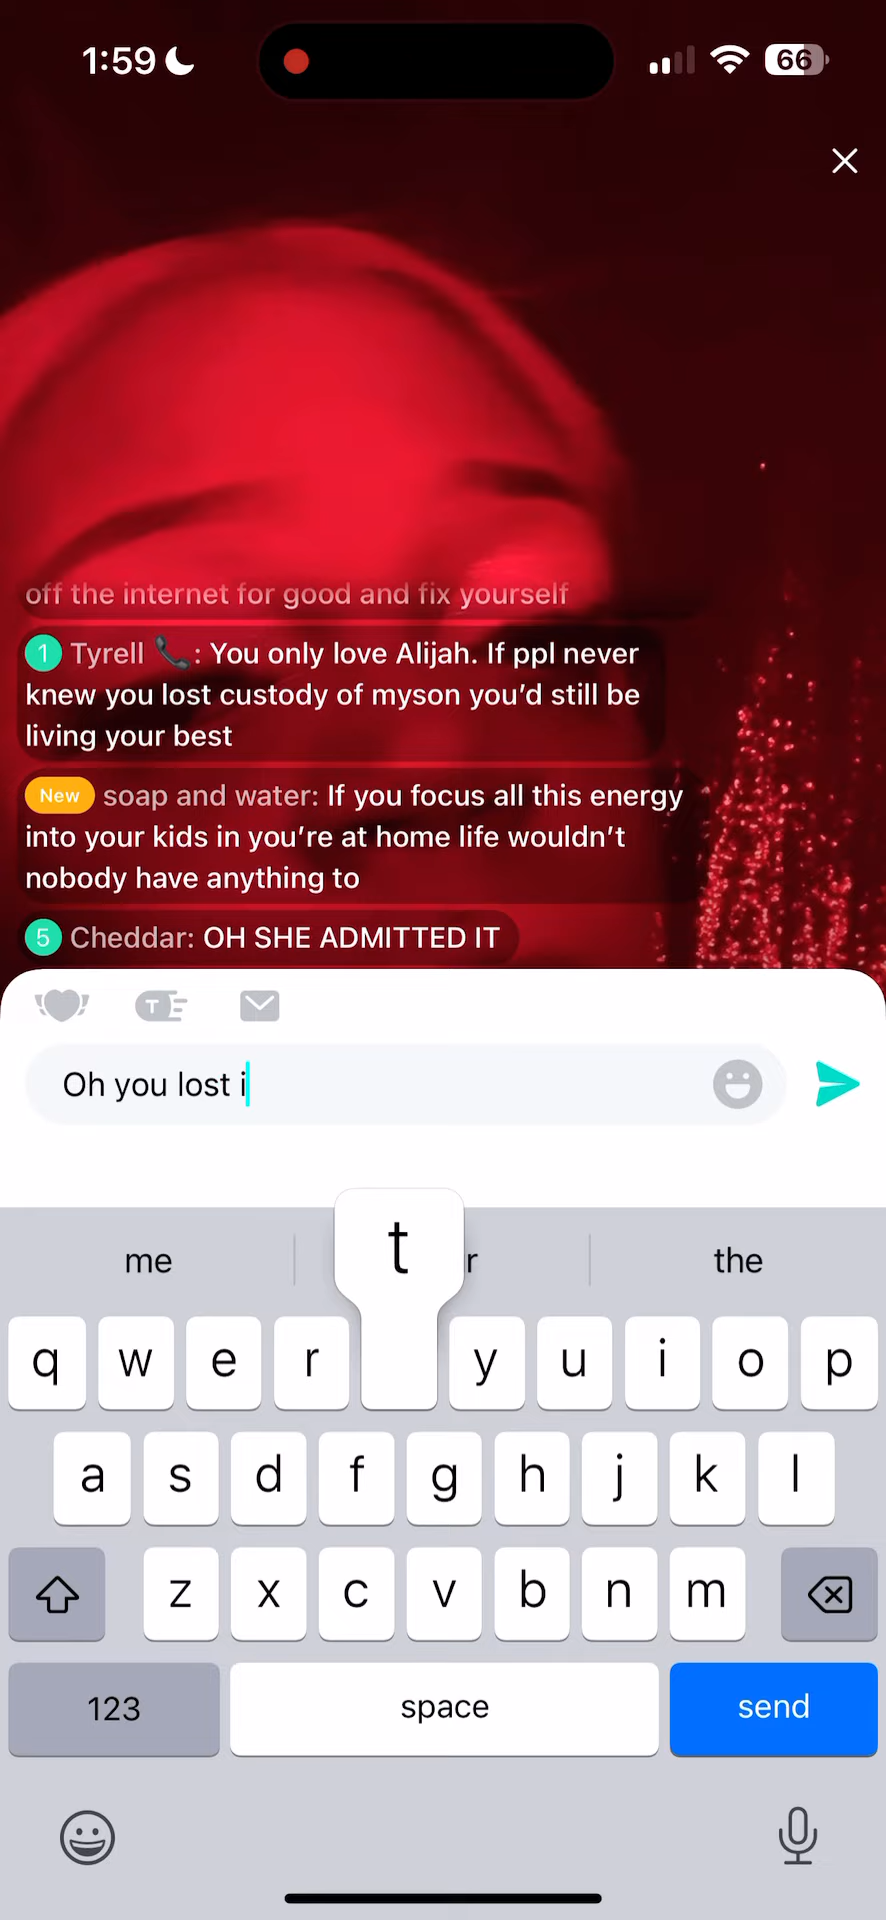 1:59
66
off the internet for good and fix yourself
1 Tyrell 📞: You only love Alijah. If ppl never
knew you lost custody of myson you’d still be
living your best
New soap and water: If you focus all this energy
into your kids in you’re at home life wouldn’t
nobody have anything to
5 Cheddar: OH SHE ADMITTED IT
T
Oh you lost i
t
me r the
q w e r y u i o p
a s d f g h j k l
z x c v b n m
123 space send